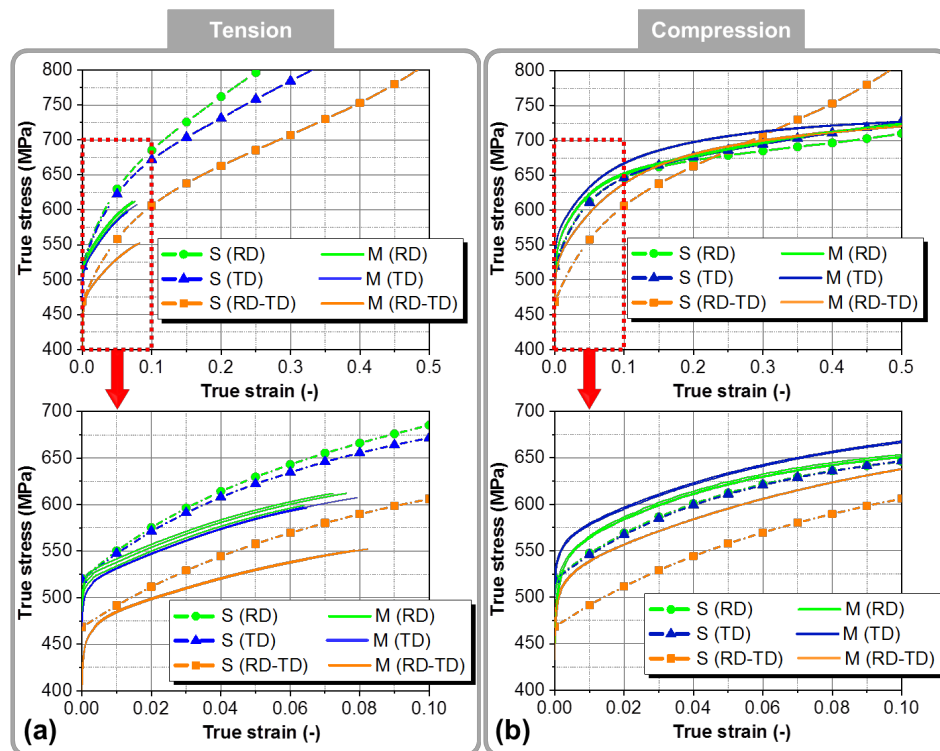 Tension
800
750
700
650
600
550
500
450
400
True stress (MPa)
S (RD) M (RD)
S (TD) M (TD)
S (RD-TD) M (RD-TD)
0.0 0.1 0.2 0.3 0.4 0.5
True strain (-)
700
650
600
550
500
450
400
True stress (MPa)
S (RD) M (RD)
S (TD) M (TD)
S (RD-TD) M (RD-TD)
0.00 0.02 0.04 0.06 0.08 0.10
True strain (-)
(a)
Compression
800
750
700
650
600
550
500
450
400
True stress (MPa)
S (RD) M (RD)
S (TD) M (TD)
S (RD-TD) M (RD-TD)
0.0 0.1 0.2 0.3 0.4 0.5
True strain (-)
700
650
600
550
500
450
400
True stress (MPa)
S (RD) M (RD)
S (TD) M (TD)
S (RD-TD) M (RD-TD)
0.00 0.02 0.04 0.06 0.08 0.10
True strain (-)
(b)